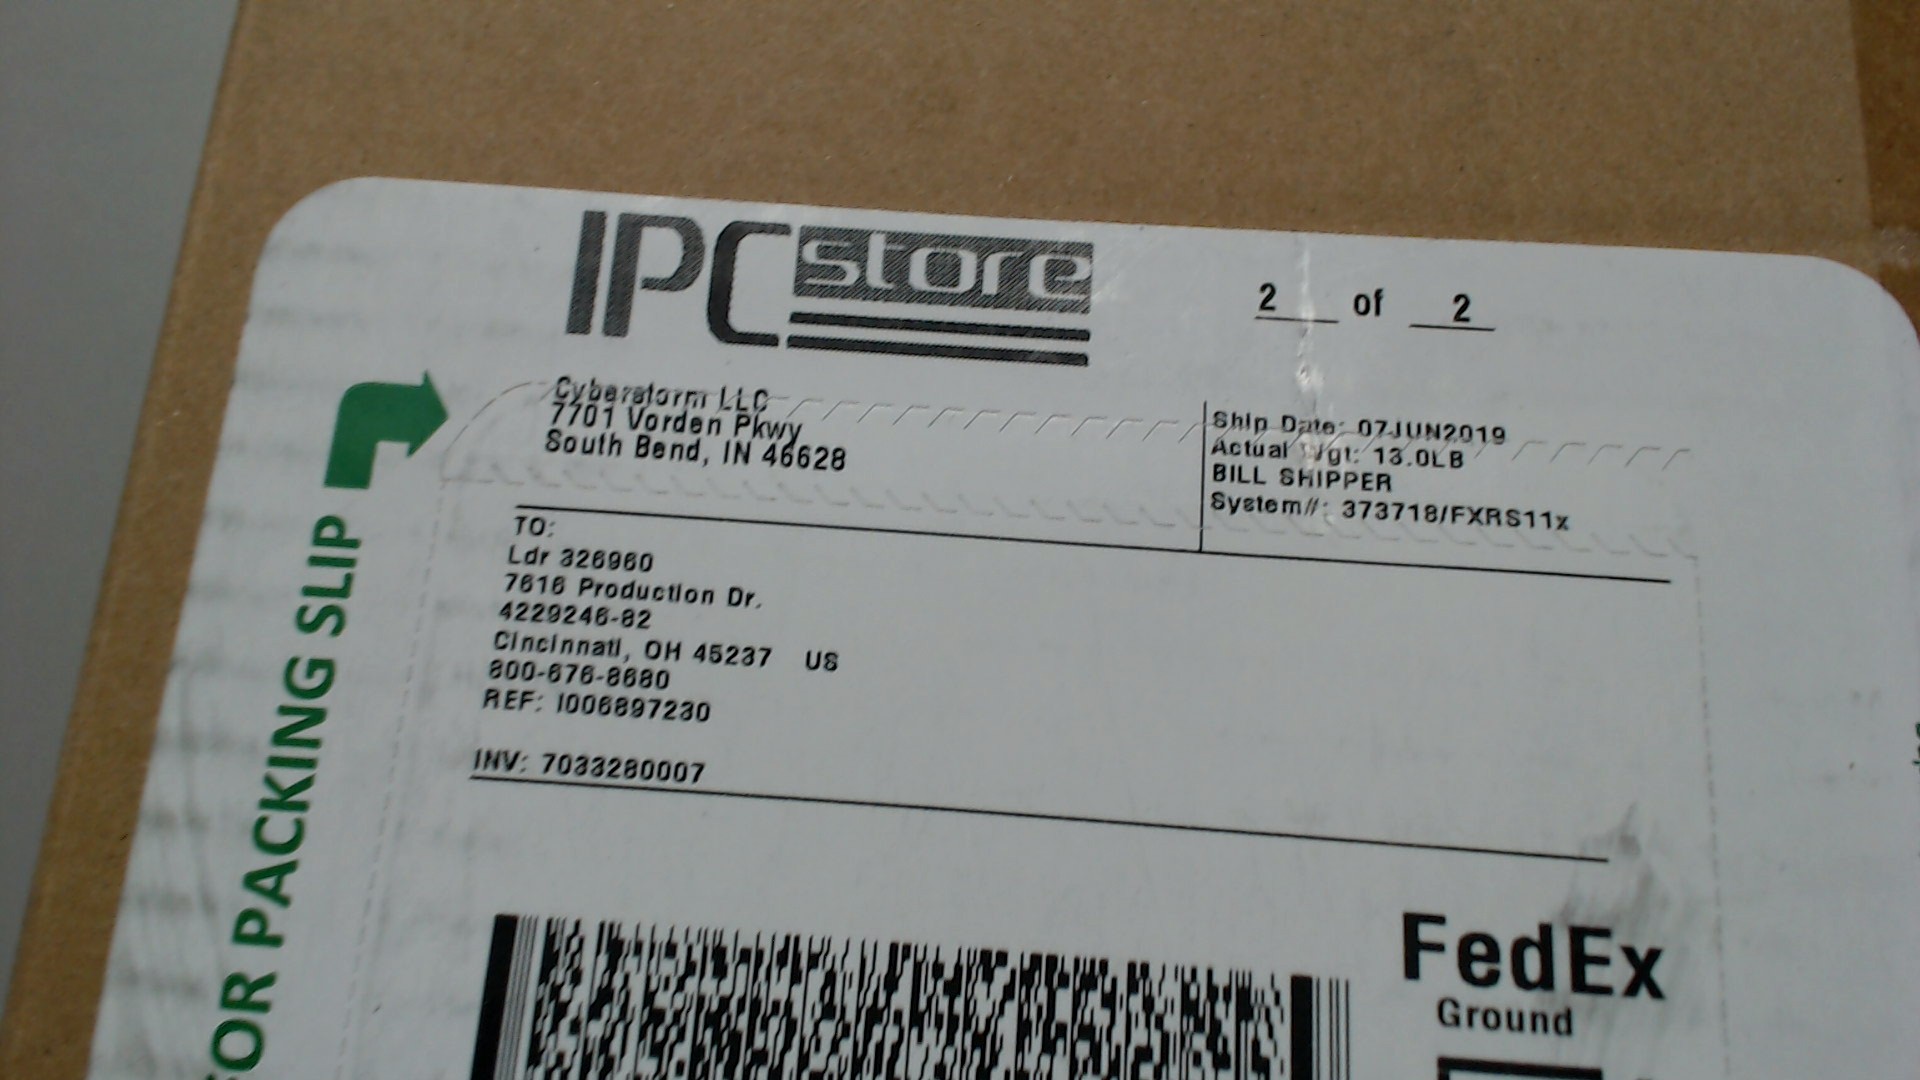 IPC store
2 of 2
Cyberstorm LLC
7701 Vorden Pkwy
South Bend, IN 46628
Ship Date: 07JUN2019
Actual Wgt: 13.0LB
BILL SHIPPER
System#: 373718/FXRS11x
TO:
Ldr 326960
7616 Production Dr.
4229246-82
Cincinnati, OH 45237 US
800-676-8680
REF: I006897230
INV: 7033280007
FedEx
Ground
OR PACKING SLIP